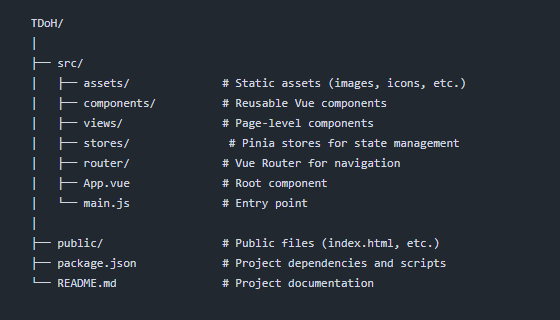 TDoH/
│
├── src/
│   ├── assets/              # Static assets (images, icons, etc.)
│   ├── components/          # Reusable Vue components
│   ├── views/               # Page-level components
│   ├── stores/               # Pinia stores for state management
│   ├── router/              # Vue Router for navigation
│   ├── App.vue              # Root component
│   └── main.js              # Entry point
│
├── public/                  # Public files (index.html, etc.)
├── package.json             # Project dependencies and scripts
└── README.md                # Project documentation